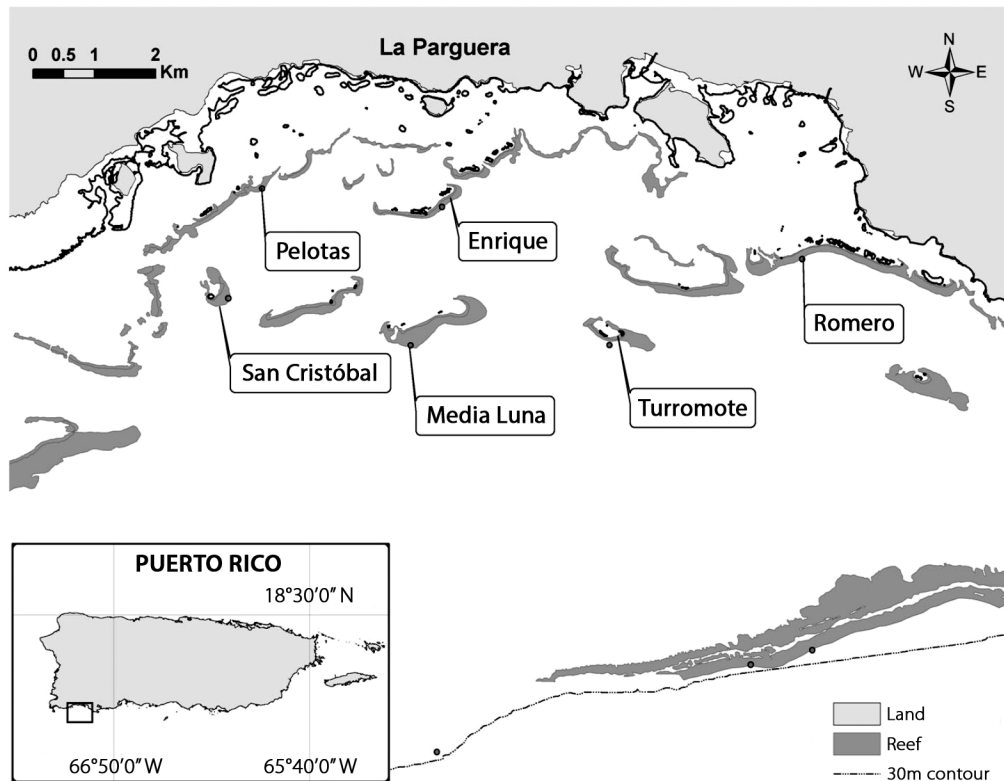 La Parguera
0 0.5 1 2
Km
N
W E
S
Pelotas
Enrique
Romero
San Cristóbal
Media Luna
Turromote
PUERTO RICO
18°30′0″ N
66°50′0″ W 65°40′0″ W
Land
Reef
30m contour